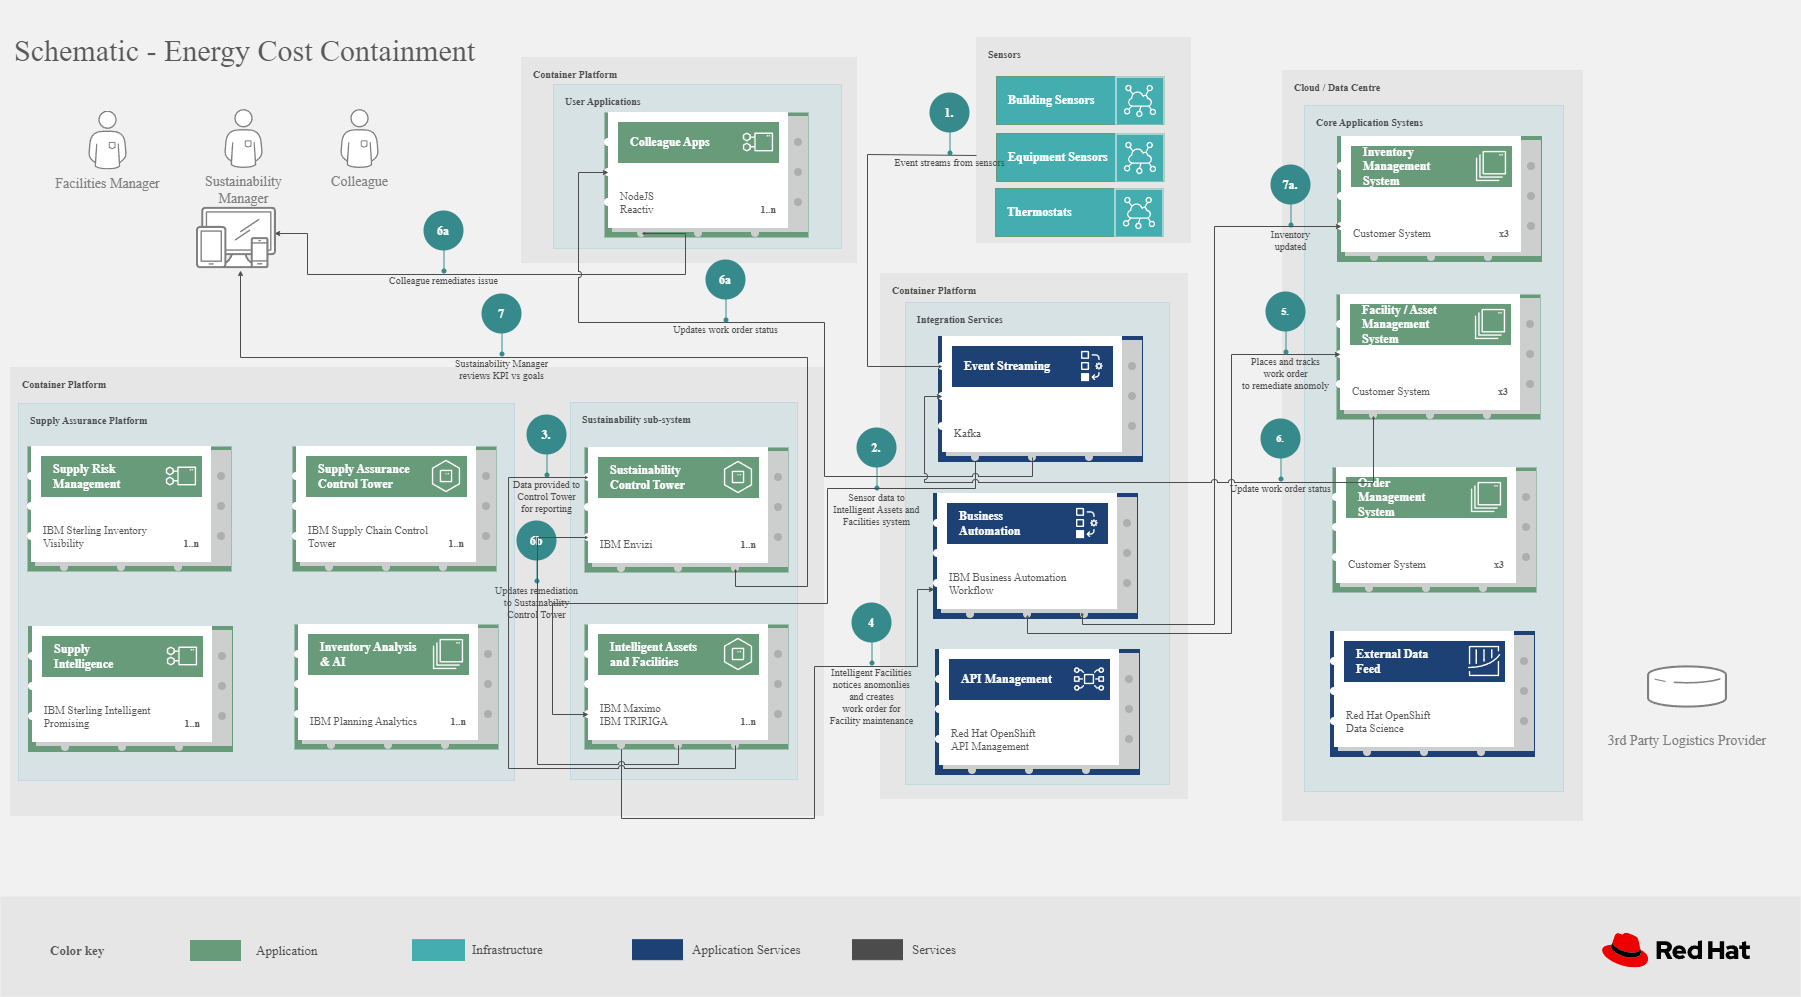 Schematic - Energy Cost Containment
Facilities Manager
Sustainability
Manager
Colleague
6a
Colleague remediates issue
7
Sustainability Manager
reviews KPI vs goals
6a
Updates work order status
Container Platform
User Applications
Colleague Apps
NodeJS
Reactiv
1..n
1.
Event streams from sensors
Sensors
Building Sensors
Equipment Sensors
Thermostats
Container Platform
Supply Assurance Platform
Supply Risk
Management
IBM Sterling Inventory
Visibility
1..n
Supply Assurance
Control Tower
IBM Supply Chain Control
Tower
1..n
Supply
Intelligence
IBM Sterling Intelligent
Promising
1..n
Inventory Analysis
& AI
IBM Planning Analytics
1..n
3.
Data provided to
Control Tower
for reporting
6b
Updates remediation
to Sustainability
Control Tower
Sustainability sub-system
Sustainability
Control Tower
IBM Envizi
1..n
Intelligent Assets
and Facilities
IBM Maximo
IBM TRIRIGA
1..n
2.
Sensor data to
Intelligent Assets and
Facilities system
4
Intelligent Facilities
notices anomonlies
and creates
work order for
Facility maintenance
Container Platform
Integration Services
Event Streaming
Kafka
Business
Automation
IBM Business Automation
Workflow
API Management
Red Hat OpenShift
API Management
7a.
Inventory
updated
5.
Places and tracks
work order
to remediate anomoly
6.
Update work order status
Cloud / Data Centre
Core Application Systens
Inventory
Management
System
Customer System
x3
Facility / Asset
Management
System
Customer System
x3
Order
Management
System
Customer System
x3
External Data
Feed
Red Hat OpenShift
Data Science
3rd Party Logistics Provider
Color key
Application
Infrastructure
Application Services
Services
Red Hat